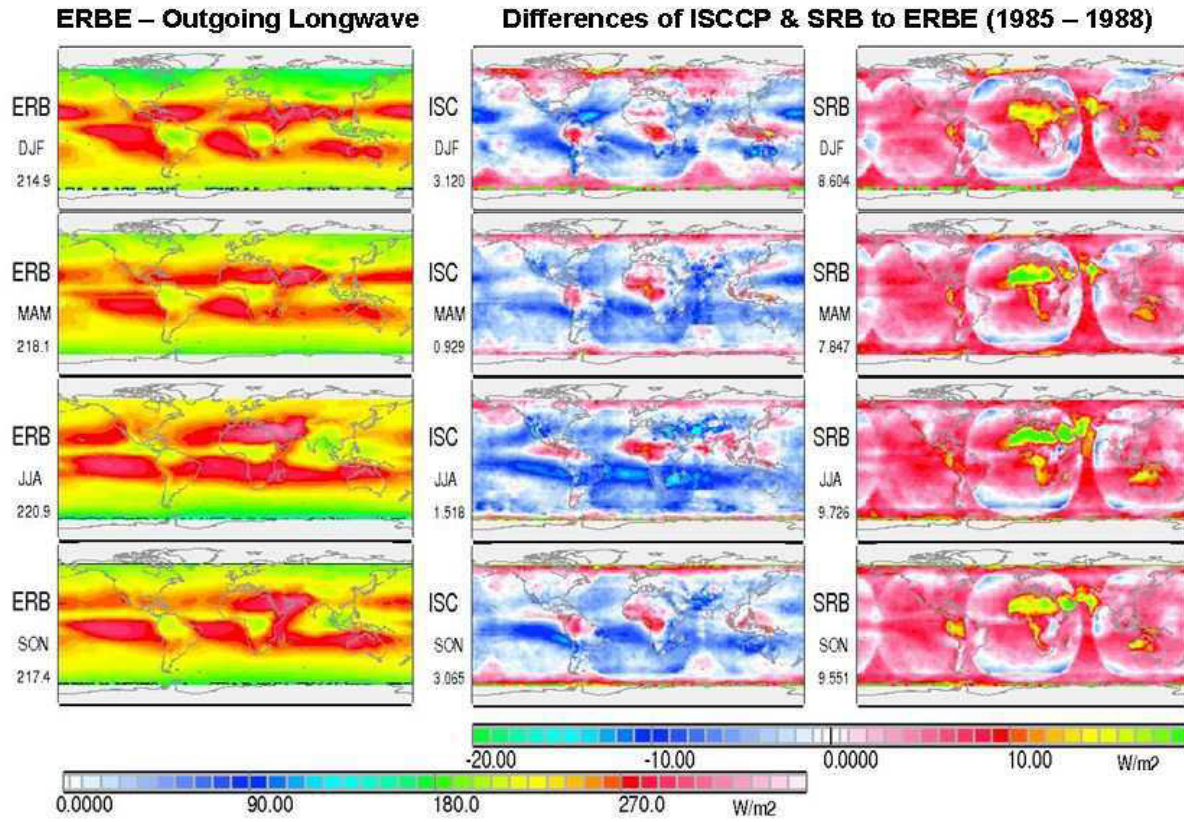 ERBE – Outgoing Longwave
Differences of ISCCP & SRB to ERBE (1985 – 1988)
ERB
DJF
214.9
ISC
DJF
3.120
SRB
DJF
8.604
ERB
MAM
218.1
ISC
MAM
0.929
SRB
MAM
7.847
ERB
JJA
220.9
ISC
JJA
1.518
SRB
JJA
9.726
ERB
SON
217.4
ISC
SON
3.065
SRB
SON
9.551
-20.00 -10.00 0.0000 10.00 W/m2
0.0000 90.00 180.0 270.0 W/m2